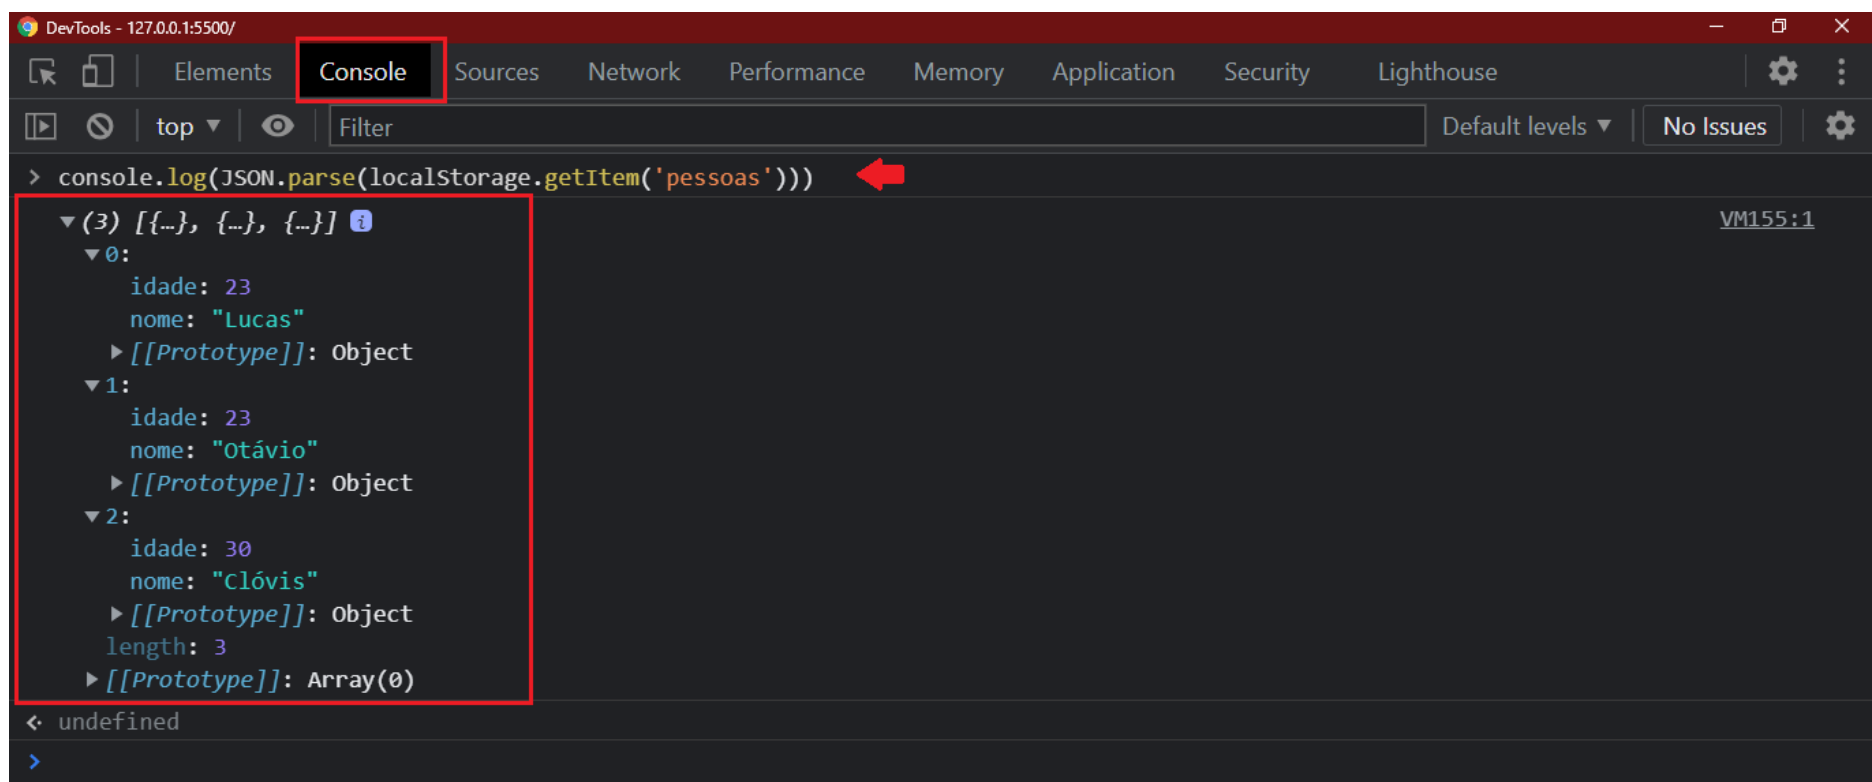 DevTools - 127.0.0.1:5500/
Elements Console Sources Network Performance Memory Application Security Lighthouse
top ▼ Filter Default levels ▼ No Issues
> console.log(JSON.parse(localStorage.getItem('pessoas')))
▼(3) [{…}, {…}, {…}] i VM155:1
▼0:
idade: 23
nome: "Lucas"
▶[[Prototype]]: Object
▼1:
idade: 23
nome: "Otávio"
▶[[Prototype]]: Object
▼2:
idade: 30
nome: "Clóvis"
▶[[Prototype]]: Object
length: 3
▶[[Prototype]]: Array(0)
undefined
>